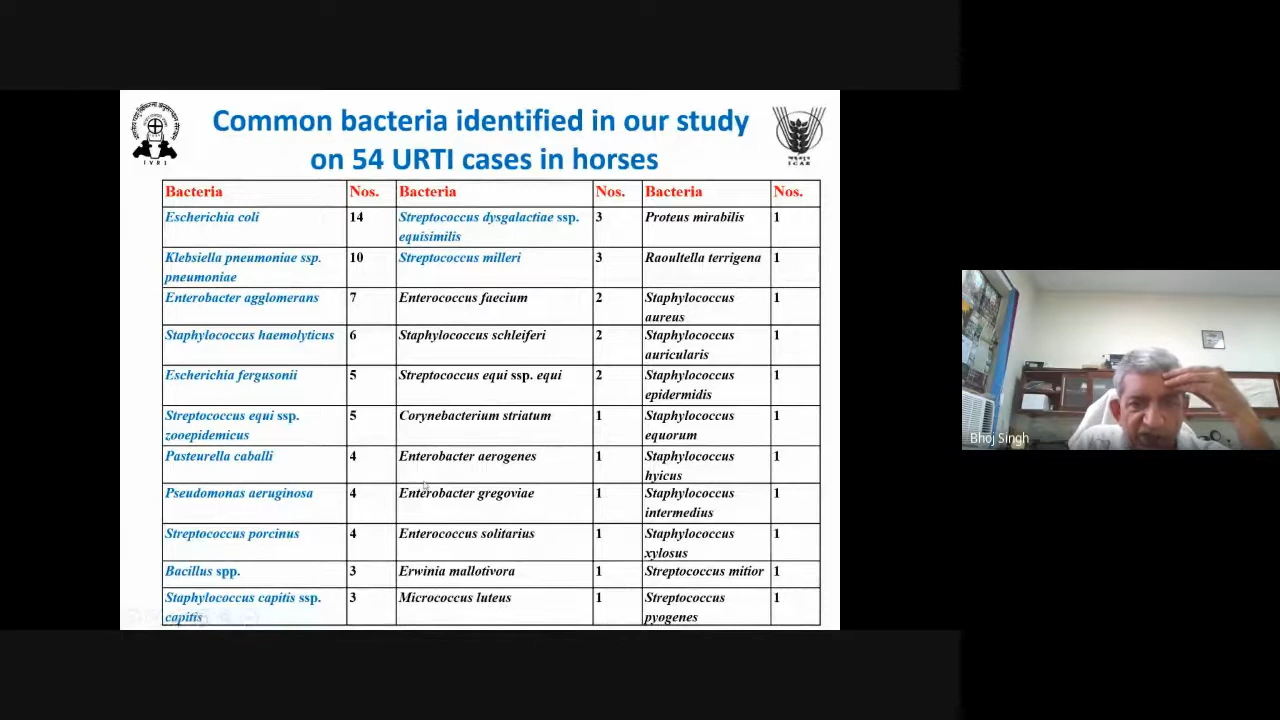 Common bacteria identified in our study
on 54 URTI cases in horses
IVRI
ICAR
Bacteria Nos. Bacteria Nos. Bacteria Nos.
Escherichia coli 14 Streptococcus dysgalactiae ssp. equisimilis 3 Proteus mirabilis 1
Klebsiella pneumoniae ssp. pneumoniae 10 Streptococcus milleri 3 Raoultella terrigena 1
Enterobacter agglomerans 7 Enterococcus faecium 2 Staphylococcus aureus 1
Staphylococcus haemolyticus 6 Staphylococcus schleiferi 2 Staphylococcus auricularis 1
Escherichia fergusonii 5 Streptococcus equi ssp. equi 2 Staphylococcus epidermidis 1
Streptococcus equi ssp. zooepidemicus 5 Corynebacterium striatum 1 Staphylococcus equorum 1
Pasteurella caballi 4 Enterobacter aerogenes 1 Staphylococcus hyicus 1
Pseudomonas aeruginosa 4 Enterobacter gregoviae 1 Staphylococcus intermedius 1
Streptococcus porcinus 4 Enterococcus solitarius 1 Staphylococcus xylosus 1
Bacillus spp. 3 Erwinia mallotivora 1 Streptococcus mitior 1
Staphylococcus capitis ssp. capitis 3 Micrococcus luteus 1 Streptococcus pyogenes 1
Bhoj Singh